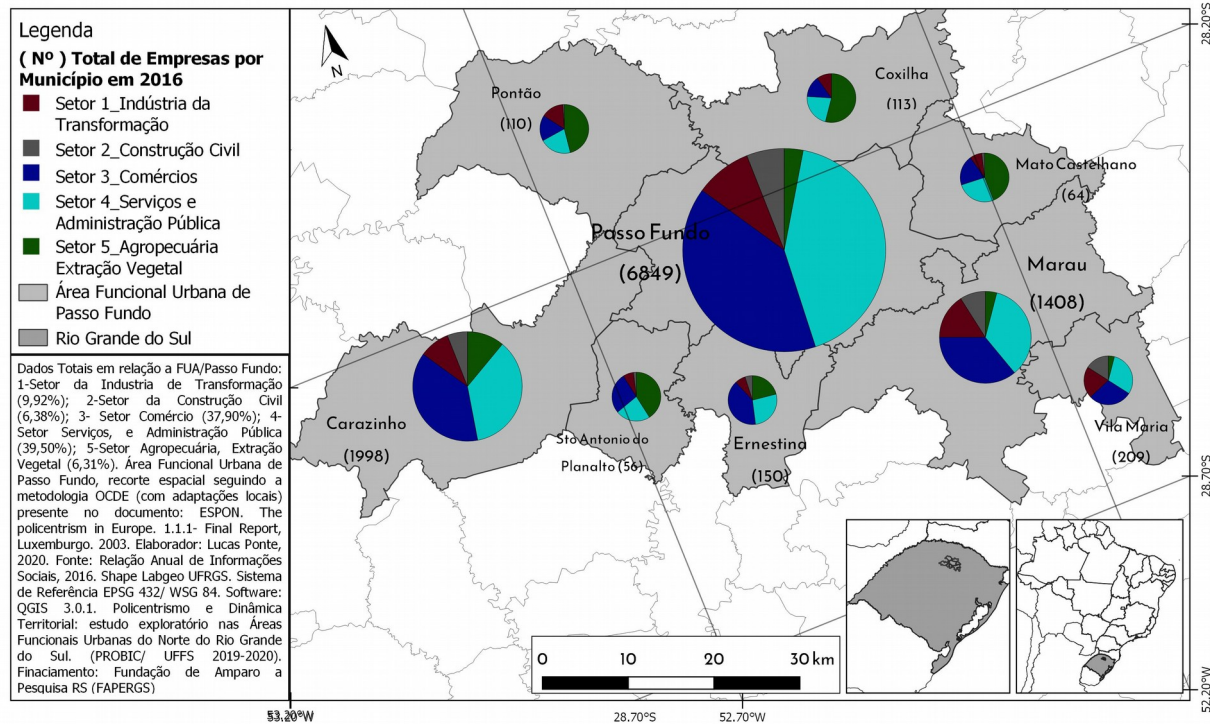 Legenda
( Nº ) Total de Empresas por
Município em 2016
Setor 1_Indústria da
Transformação
Setor 2_Construção Civil
Setor 3_Comércios
Setor 4_Serviços e
Administração Pública
Setor 5_Agropecuária
Extração Vegetal
Área Funcional Urbana de
Passo Fundo
Rio Grande do Sul
Dados Totais em relação a FUA/Passo Fundo:
1-Setor da Industria de Transformação
(9,92%); 2-Setor da Construção Civil
(6,38%); 3- Setor Comércio (37,90%); 4-
Setor Serviços, e Administração Pública
(39,50%); 5-Setor Agropecuária, Extração
Vegetal (6,31%). Área Funcional Urbana de
Passo Fundo, recorte espacial seguindo a
metodologia OCDE (com adaptações locais)
presente no documento: ESPON. The
policentrism in Europe. 1.1.1- Final Report,
Luxemburgo. 2003. Elaborador: Lucas Ponte,
2020. Fonte: Relação Anual de Informações
Sociais, 2016. Shape Labgeo UFRGS. Sistema
de Referência EPSG 432/ WSG 84. Software:
QGIS 3.0.1. Policentrismo e Dinâmica
Territorial: estudo exploratório nas Áreas
Funcionais Urbanas do Norte do Rio Grande
do Sul. (PROBIC/ UFFS 2019-2020).
Finaciamento: Fundação de Amparo a
Pesquisa RS (FAPERGS)
N
Pontão
(110)
Coxilha
(113)
Mato Castelhano
(64)
Passo Fundo
(6849)
Marau
(1408)
Carazinho
(1998)
Sto Antonio do
Planalto (56)
Ernestina
(150)
Vila Maria
(209)
0 10 20 30 km
28.20°S
28.70°S
52.20°W
53.20°W
28.70°S
52.70°W